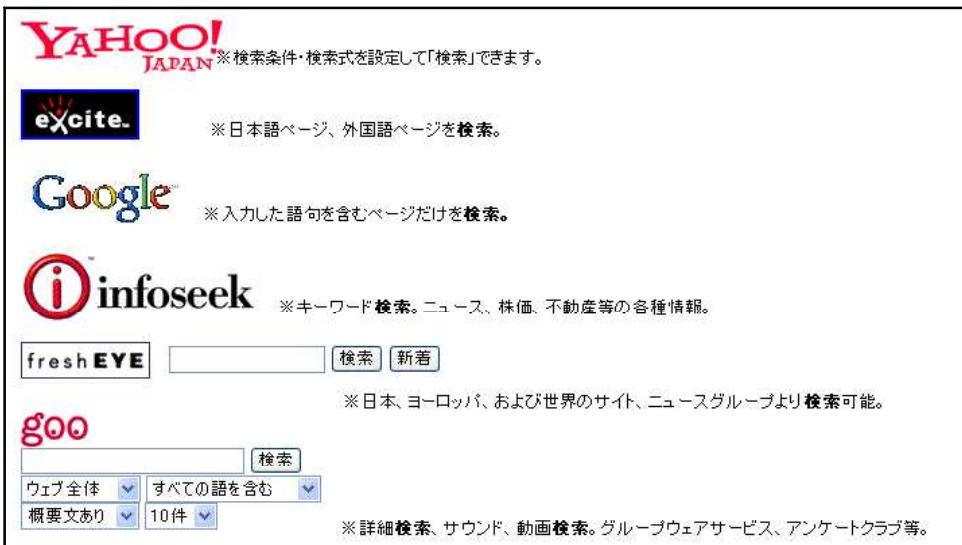 YAHOO! JAPAN ※検索条件・検索式を設定して「検索」できます。
excite ※日本語ページ、外国語ページを検索。
Google ※入力した語句を含むページだけを検索。
infoseek ※キーワード検索。ニュース、株価、不動産等の各種情報。
freshEYE 検索 新着
※日本、ヨーロッパ、および世界のサイト、ニュースグループより検索可能。
goo
検索
ウェブ全体 すべての語を含む
概要文あり 10件 ※詳細検索、サウンド、動画検索。グループウェアサービス、アンケートクラブ等。